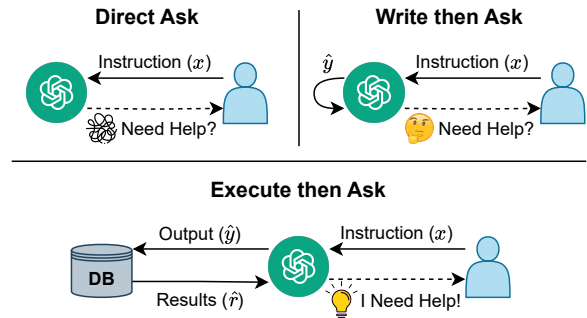 Direct Ask
Instruction (x)
Need Help?
Write then Ask
ŷ
Instruction (x)
Need Help?
Execute then Ask
Output (ŷ)
Instruction (x)
DB
Results (r̂)
I Need Help!